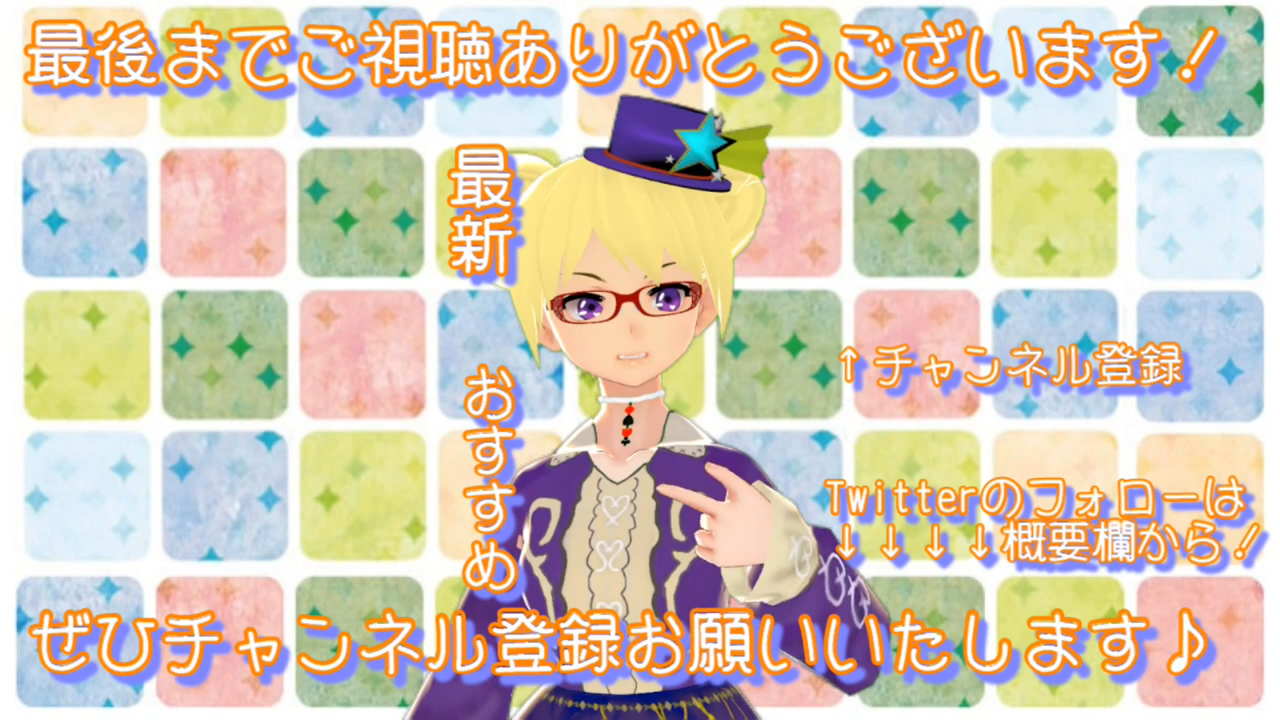 最後までご視聴ありがとうございます！
最新
↑チャンネル登録
おすすめ
Twitterのフォローは
↓↓↓↓概要欄から！
ぜひチャンネル登録お願いいたします♪